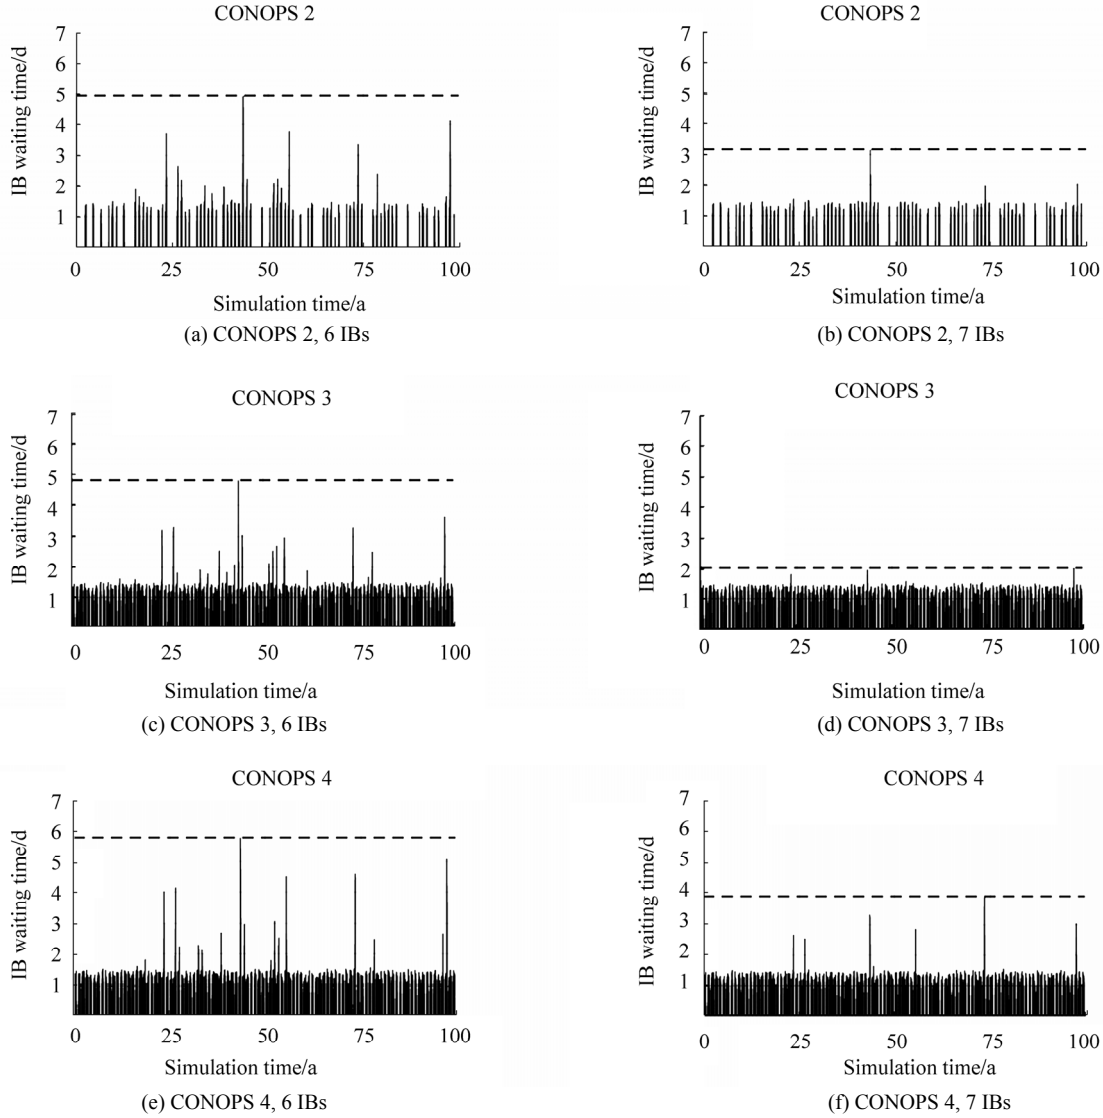 CONOPS 2
7
6
5
4
3
2
1
IB waiting time/d
0 25 50 75 100
Simulation time/a
(a) CONOPS 2, 6 IBs
CONOPS 2
7
6
5
4
3
2
1
IB waiting time/d
0 25 50 75 100
Simulation time/a
(b) CONOPS 2, 7 IBs
CONOPS 3
7
6
5
4
3
2
1
IB waiting time/d
0 25 50 75 100
Simulation time/a
(c) CONOPS 3, 6 IBs
CONOPS 3
7
6
5
4
3
2
1
IB waiting time/d
0 25 50 75 100
Simulation time/a
(d) CONOPS 3, 7 IBs
CONOPS 4
7
6
5
4
3
2
1
IB waiting time/d
0 25 50 75 100
Simulation time/a
(e) CONOPS 4, 6 IBs
CONOPS 4
7
6
5
4
3
2
1
IB waiting time/d
0 25 50 75 100
Simulation time/a
(f) CONOPS 4, 7 IBs